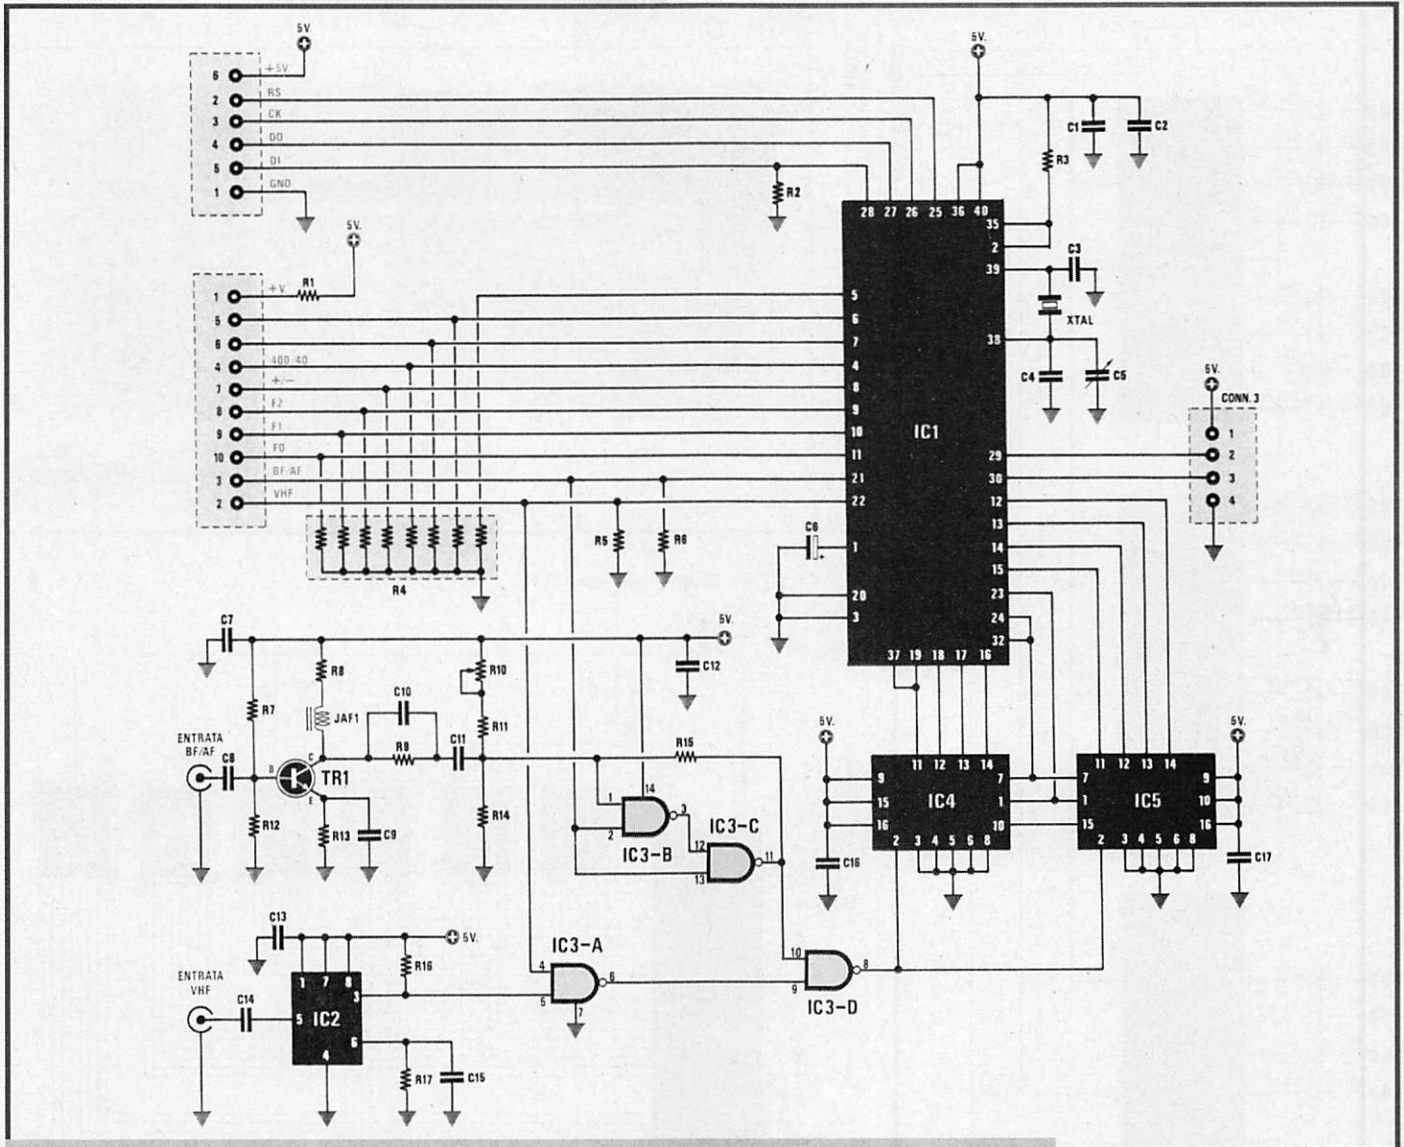 5V.
5V.
6 +5V
2 RS
3 CK
4 DO
5 DI
1 GND
R2
R3
C1
C2
28 27 26 25 36 40
35
2
39
38
C3
XTAL
C4
C5
5V.
1 +V R1
5
6
4 400/40
7 +/−
8 F2
9 F1
10 F0
3 BF/AF
2 VHF
5
6
7
4
8
9
10
11
21
22
1
20
3
IC1
29
30
12
13
14
15
23
24
32
37 19 18 17 16
5V.
CONN. 3
1
2
3
4
R4
R5
R6
C6
+
C7
5V.
C12
R8
R10
R7
JAF1
C10
R11
ENTRATA
BF/AF
C8
B
C
E
TR1
R9
C11
R15
R12
R13
C9
R14
14
1
2
3
IC3-B
IC3-C
12
13
11
5V.
11 12 13 14
9
15
16
IC4
7
1
10
2 3 4 5 6 8
C16
5V.
11 12 13 14
7
1
15
IC5
9
10
16
2 3 4 5 6 8
C17
C13
5V.
R16
ENTRATA
VHF
C14
1 7 8
3
5
IC2
6
4
R17
C15
IC3-A
4
5
6
7
10
9
8
IC3-D